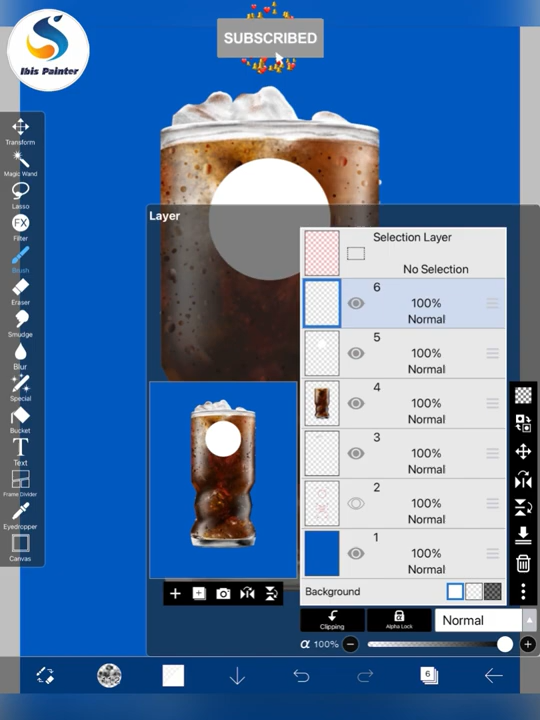 SUBSCRIBED
Ibis Painter
Transform
Magic Wand
Lasso
FX
Filter
Brush
Eraser
Smudge
Blur
Special
Bucket
T
Text
Frame Divider
Eyedropper
Canvas
Layer
Selection Layer
No Selection
6
100%
Normal
5
100%
Normal
4
100%
Normal
3
100%
Normal
2
100%
Normal
1
100%
Normal
Background
Clipping
Alpha Lock
Normal
α 100%
6